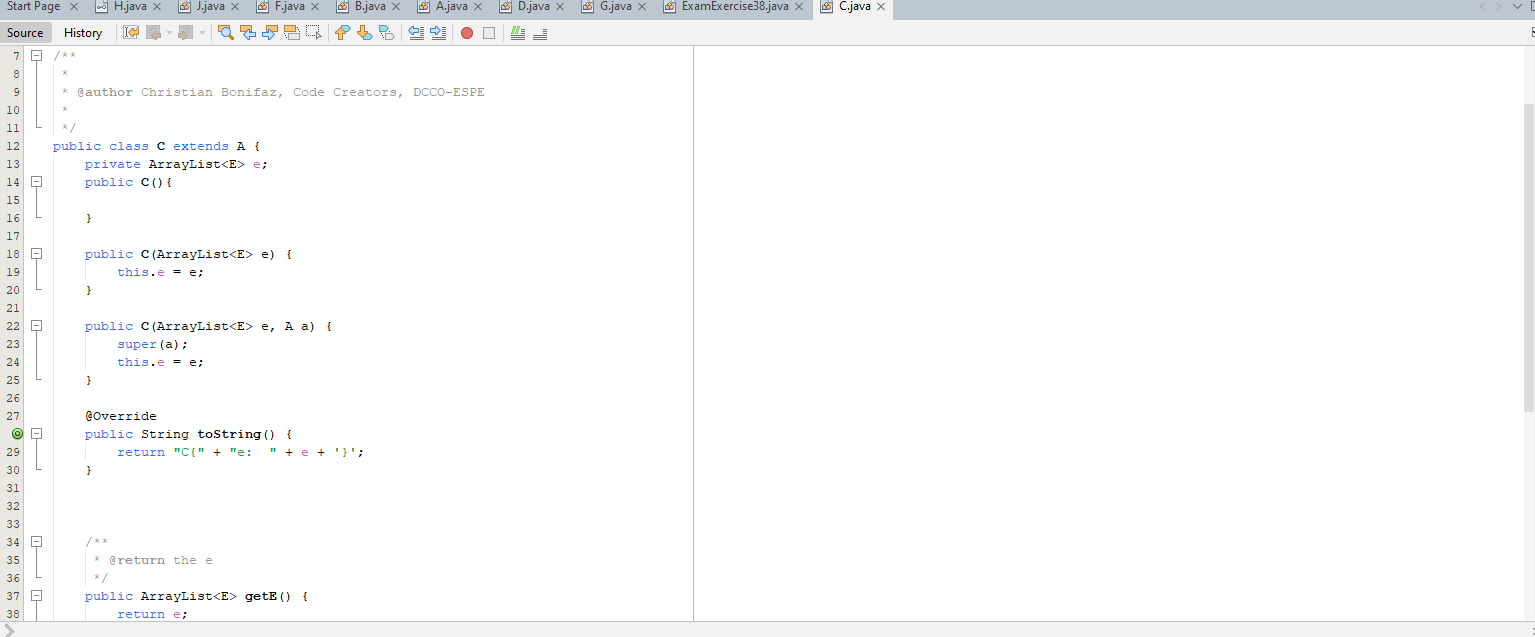 Start Page H.java J.java F.java B.java A.java D.java G.java ExamExercise38.java C.java
Source History
7 /**
8 *
9 * @author Christian Bonifaz, Code Creators, DCCO-ESPE
10 *
11 */
12 public class C extends A {
13 private ArrayList<E> e;
14 public C(){
15
16 }
17
18 public C(ArrayList<E> e) {
19 this.e = e;
20 }
21
22 public C(ArrayList<E> e, A a) {
23 super(a);
24 this.e = e;
25 }
26
27 @Override
public String toString() {
29 return "C{" + "e:  " + e + '}';
30 }
31
32
33
34 /**
35 * @return the e
36 */
37 public ArrayList<E> getE() {
38 return e;